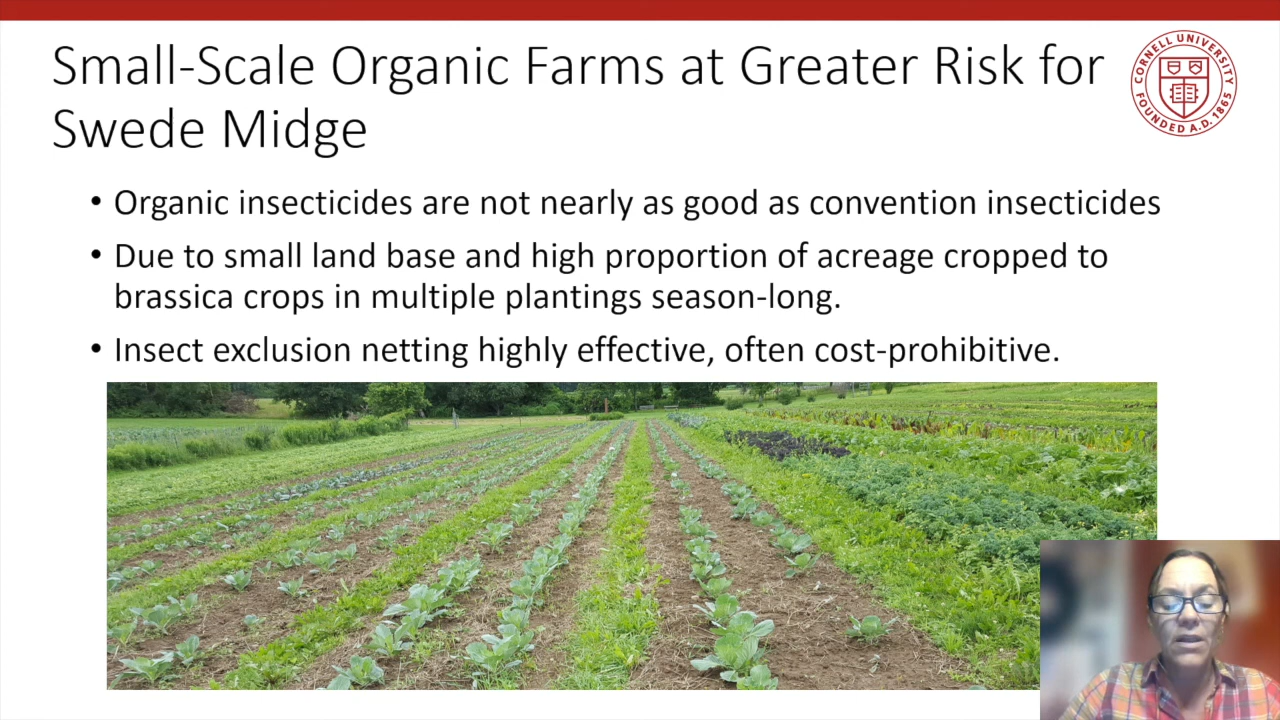 Small-Scale Organic Farms at Greater Risk for
Swede Midge
CORNELL UNIVERSITY
FOUNDED A.D. 1865
• Organic insecticides are not nearly as good as convention insecticides
• Due to small land base and high proportion of acreage cropped to
brassica crops in multiple plantings season-long.
• Insect exclusion netting highly effective, often cost-prohibitive.